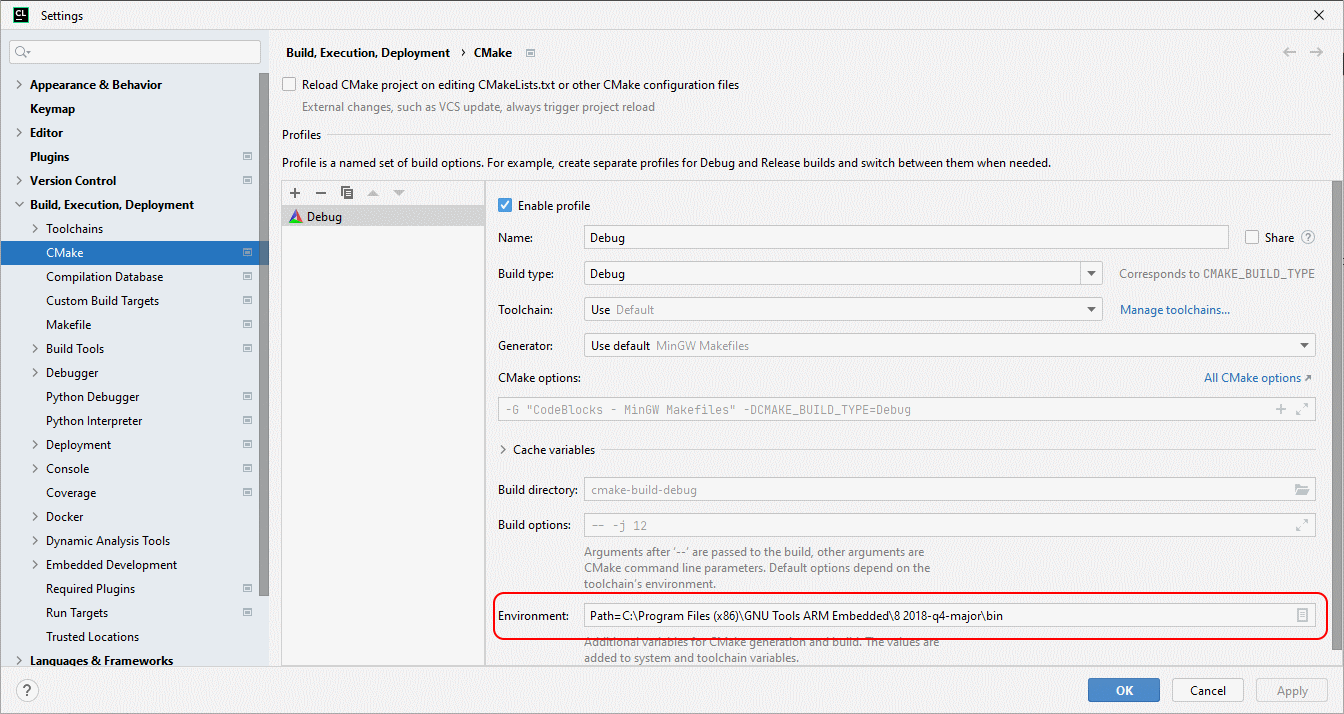 CL Settings
Build, Execution, Deployment › CMake
Appearance & Behavior
Keymap
Editor
Plugins
Version Control
Build, Execution, Deployment
Toolchains
CMake
Compilation Database
Custom Build Targets
Makefile
Build Tools
Debugger
Python Debugger
Python Interpreter
Deployment
Console
Coverage
Docker
Dynamic Analysis Tools
Embedded Development
Required Plugins
Run Targets
Trusted Locations
Languages & Frameworks
Reload CMake project on editing CMakeLists.txt or other CMake configuration files
External changes, such as VCS update, always trigger project reload
Profiles
Profile is a named set of build options. For example, create separate profiles for Debug and Release builds and switch between them when needed.
Debug
Enable profile
Name: Debug Share ?
Build type: Debug Corresponds to CMAKE_BUILD_TYPE
Toolchain: Use Default Manage toolchains...
Generator: Use default MinGW Makefiles
CMake options: All CMake options ↗
-G "CodeBlocks - MinGW Makefiles" -DCMAKE_BUILD_TYPE=Debug
Cache variables
Build directory: cmake-build-debug
Build options: -- -j 12
Arguments after '--' are passed to the build, other arguments are
CMake command line parameters. Default options depend on the
toolchain's environment.
Environment: Path=C:\Program Files (x86)\GNU Tools ARM Embedded\8 2018-q4-major\bin
Additional variables for CMake generation and build. The values are
added to system and toolchain variables.
? OK Cancel Apply